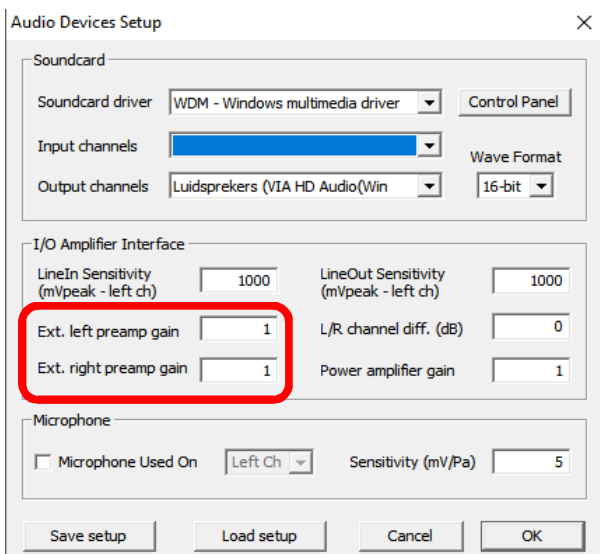 Audio Devices Setup
Soundcard
Soundcard driver WDM - Windows multimedia driver Control Panel
Input channels
Wave Format
Output channels Luidsprekers (VIA HD Audio(Win 16-bit
I/O Amplifier Interface
LineIn Sensitivity
(mVpeak - left ch) 1000
LineOut Sensitivity
(mVpeak - left ch) 1000
Ext. left preamp gain 1
L/R channel diff. (dB) 0
Ext. right preamp gain 1
Power amplifier gain 1
Microphone
Microphone Used On Left Ch Sensitivity (mV/Pa) 5
Save setup Load setup Cancel OK